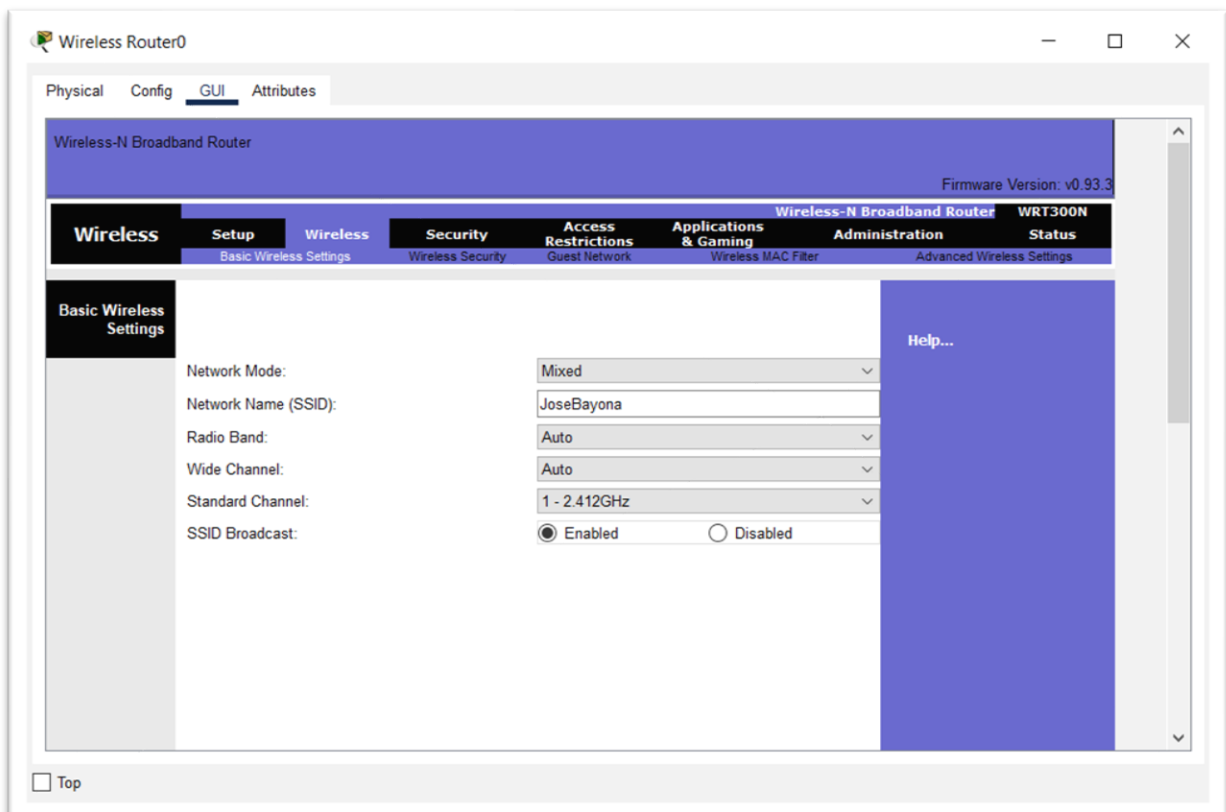 Wireless Router0
Physical Config GUI Attributes
Wireless-N Broadband Router
Firmware Version: v0.93.3
Wireless-N Broadband Router WRT300N
Wireless
Setup Wireless Security Access Restrictions Applications & Gaming Administration Status
Basic Wireless Settings Wireless Security Guest Network Wireless MAC Filter Advanced Wireless Settings
Basic Wireless
Settings
Help...
Network Mode: Mixed
Network Name (SSID): JoseBayona
Radio Band: Auto
Wide Channel: Auto
Standard Channel: 1 - 2.412GHz
SSID Broadcast: Enabled Disabled
Top